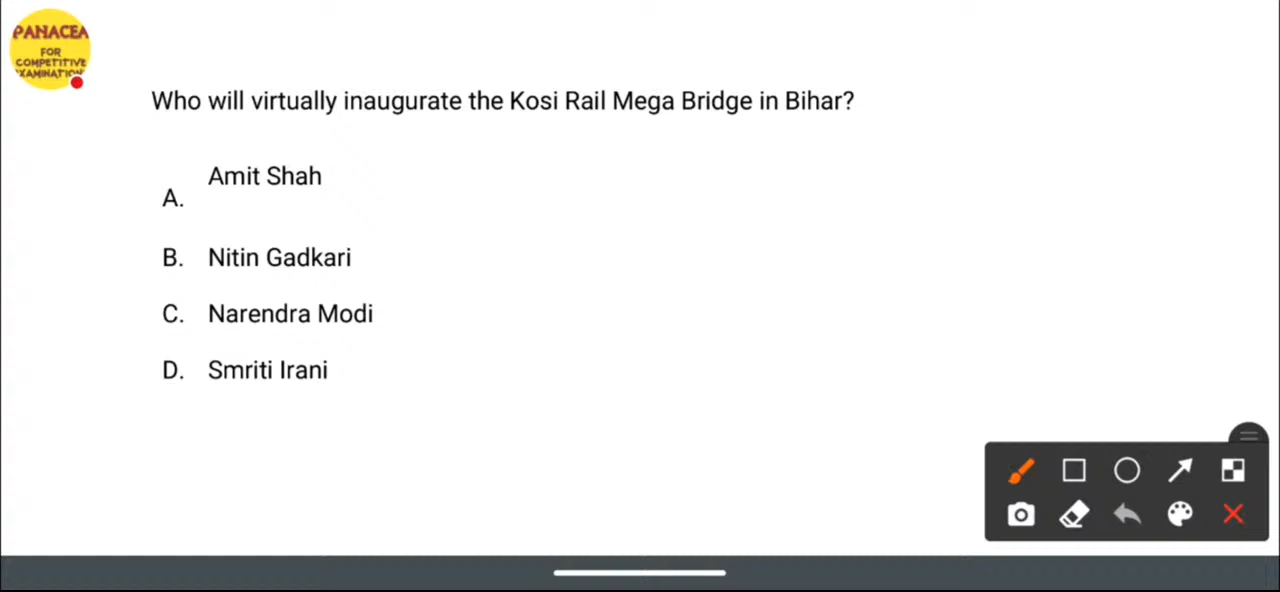 PANACEA
FOR
COMPETITIVE
EXAMINATION
Who will virtually inaugurate the Kosi Rail Mega Bridge in Bihar?
Amit Shah
A.
B. Nitin Gadkari
C. Narendra Modi
D. Smriti Irani